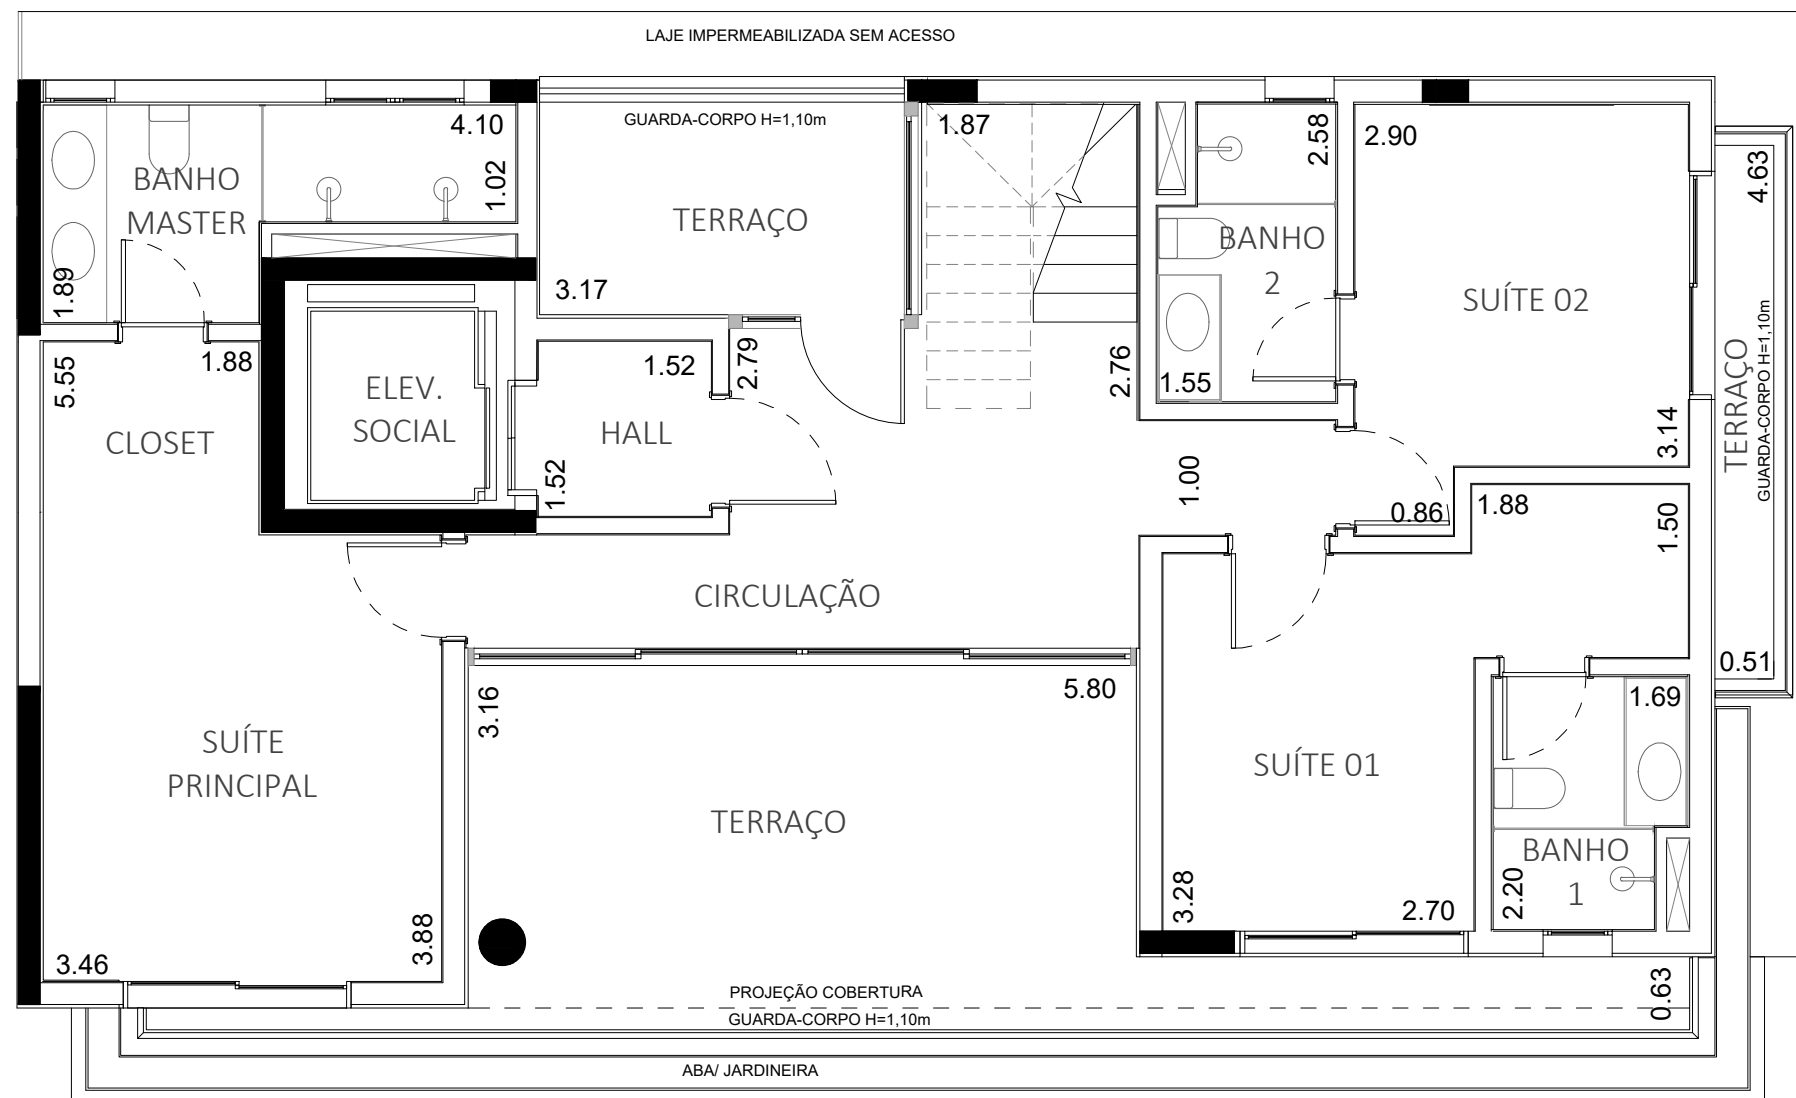 LAJE IMPERMEABILIZADA SEM ACESSO
4.10
1.02
BANHO
MASTER
1.89
GUARDA-CORPO H=1,10m
TERRAÇO
3.17
1.87
2.58
BANHO
2
1.55
2.90
SUÍTE 02
3.14
4.63
TERRAÇO
GUARDA-CORPO H=1,10m
0.51
5.55
1.88
CLOSET
ELEV.
SOCIAL
1.52
HALL
1.52
2.79
2.76
1.00
0.86
1.88
1.50
CIRCULAÇÃO
SUÍTE
PRINCIPAL
3.46
3.88
3.16
5.80
TERRAÇO
SUÍTE 01
3.28
2.70
1.69
BANHO
1
2.20
PROJEÇÃO COBERTURA
GUARDA-CORPO H=1,10m
0.63
ABA/ JARDINEIRA